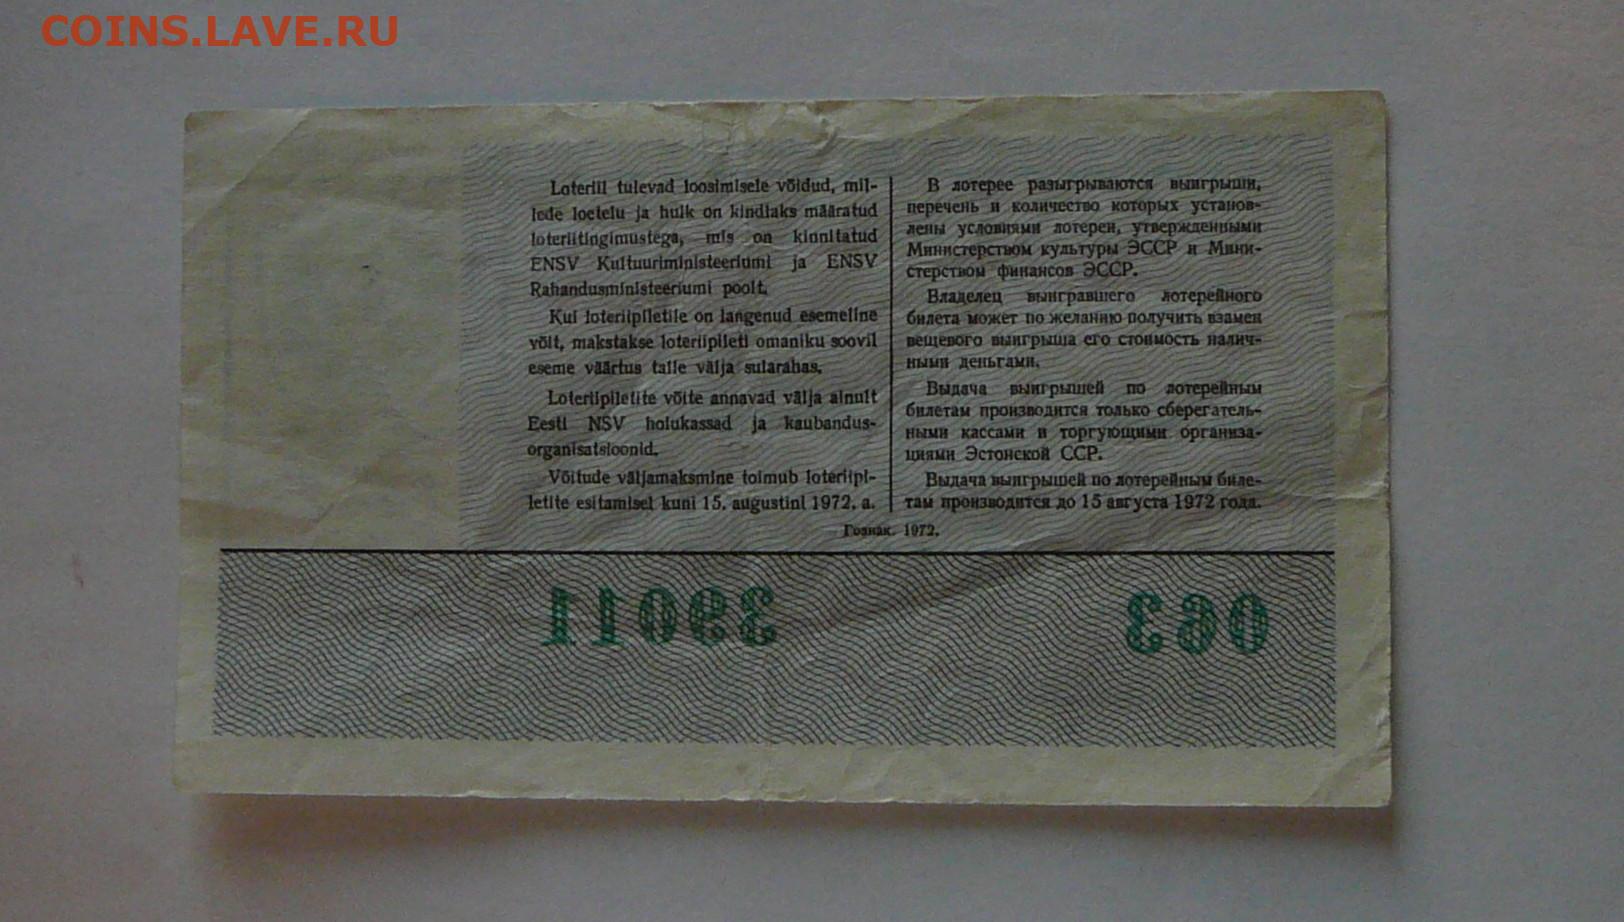 COINS.LAVE.RU
Loteriil tulevad loosimisele võidud, mil-
lede loetelu ja hulk on kindlaks määratud
loteriitingimustega, mis on kinnitatud
ENSV Kultuuriministeeriumi ja ENSV
Rahandusministeeriumi poolt.
Kui loteriipiletile on langenud esemeline
võit, makstakse loteriipileti omaniku soovil
eseme väärtus talle välja sularahas.
Loteriipiletite võite annavad välja ainult
Eesti NSV hoiukassad ja kaubandus-
organisatsioonid.
Võitude väljamaksmine toimub loteriipi-
letite esitamisel kuni 15. augustini 1972. a.
В лотерее разыгрываются выигрыши,
перечень и количество которых установ-
лены условиями лотереи, утвержденными
Министерством культуры ЭССР и Мини-
стерством финансов ЭССР.
Владелец выигравшего лотерейного
билета может по желанию получить взамен
вещевого выигрыша его стоимость налич-
ными деньгами.
Выдача выигрышей по лотерейным
билетам производится только сберегатель-
ными кассами и торгующими организа-
циями Эстонской ССР.
Выдача выигрышей по лотерейным биле-
там производится до 15 августа 1972 года.
Гознак. 1972.
39011 063